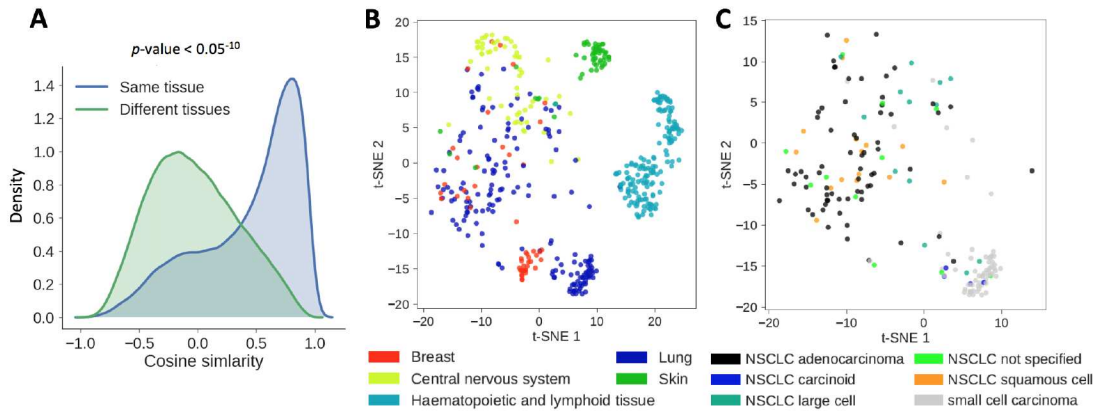 A
p-value < 0.05-10
Same tissue
Different tissues
1.4
1.2
1.0
0.8
0.6
0.4
0.2
0.0
Density
−1.0 −0.5 0.0 0.5 1.0
Cosine simlarity
B
20
15
10
5
0
−5
−10
−15
−20
t-SNE 2
−20 −10 0 10 20
t-SNE 1
Breast
Central nervous system
Haematopoietic and lymphoid tissue
Lung
Skin
C
15
10
5
0
−5
−10
−15
−20
t-SNE 2
−20 −10 0 10 20
t-SNE 1
NSCLC adenocarcinoma
NSCLC carcinoid
NSCLC large cell
NSCLC not specified
NSCLC squamous cell
small cell carcinoma